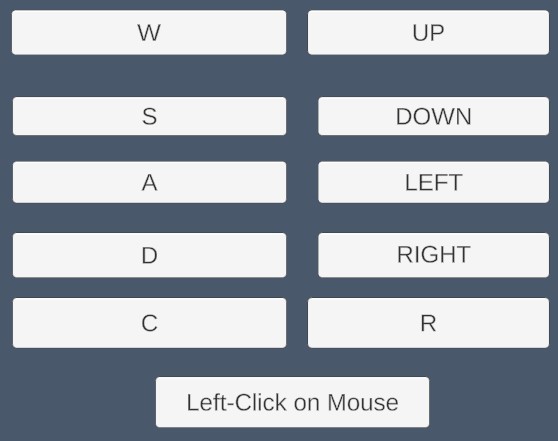 W UP
S DOWN
A LEFT
D RIGHT
C R
Left-Click on Mouse